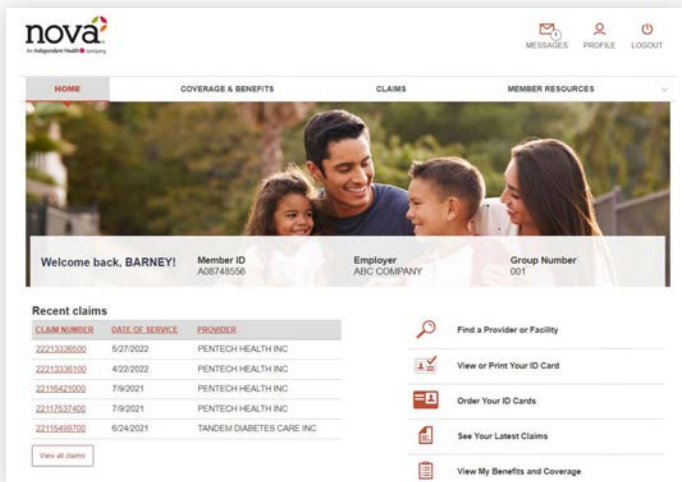 nova
An Independent Health company
1
MESSAGES PROFILE LOGOUT
HOME COVERAGE & BENEFITS CLAIMS MEMBER RESOURCES
Welcome back, BARNEY!
Member ID
A08748556
Employer
ABC COMPANY
Group Number
001
Recent claims
CLAIM NUMBER DATE OF SERVICE PROVIDER
22213336500 5/27/2022 PENTECH HEALTH INC
22213336100 4/22/2022 PENTECH HEALTH INC
22116421000 7/9/2021 PENTECH HEALTH INC
22117537400 7/9/2021 PENTECH HEALTH INC
22115499700 6/24/2021 TANDEM DIABETES CARE INC
View all claims
Find a Provider or Facility
View or Print Your ID Card
Order Your ID Cards
See Your Latest Claims
View My Benefits and Coverage